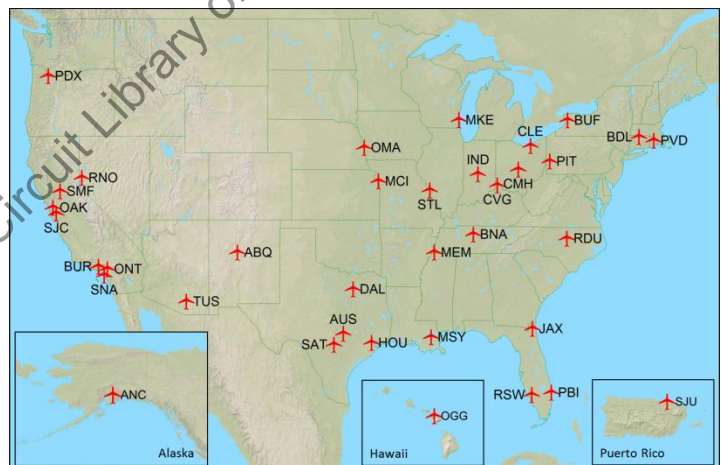 Circuit Library of
PDX
MKE
BUF
CLE
BDL
PVD
OMA
IND
PIT
RNO
MCI
CMH
SMF
STL
CVG
OAK
SJC
BNA
RDU
ABQ
MEM
BUR
ONT
SNA
DAL
TUS
AUS
JAX
SAT
HOU
MSY
RSW
PBI
ANC
OGG
SJU
Alaska
Hawaii
Puerto Rico